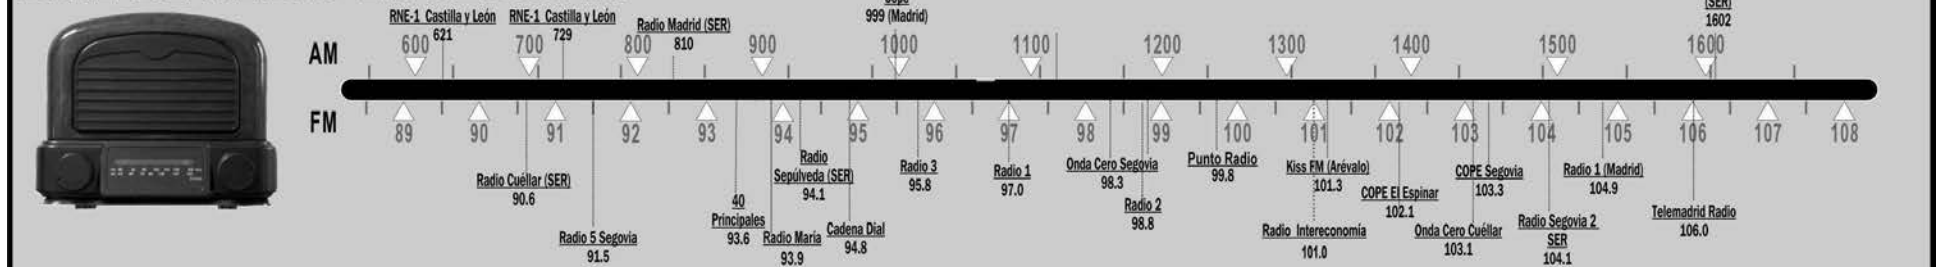 RNE-1 Castilla y León
621
RNE-1 Castilla y León
729
Radio Madrid (SER)
810
999 (Madrid)
(SER)
1602
AM
600 700 800 900 1000 1100 1200 1300 1400 1500 1600
FM
89 90 91 92 93 94 95 96 97 98 99 100 101 102 103 104 105 106 107 108
Radio Cuéllar (SER)
90.6
Radio 5 Segovia
91.5
40
Principales
93.6
Radio María
93.9
Radio
Sepúlveda (SER)
94.1
Cadena Dial
94.8
Radio 3
95.8
Radio 1
97.0
Onda Cero Segovia
98.3
Radio 2
98.8
Punto Radio
99.8
Radio Intereconomía
101.0
Kiss FM (Arévalo)
101.3
COPE El Espinar
102.1
Onda Cero Cuéllar
103.1
COPE Segovia
103.3
Radio Segovia 2
SER
104.1
Radio 1 (Madrid)
104.9
Telemadrid Radio
106.0